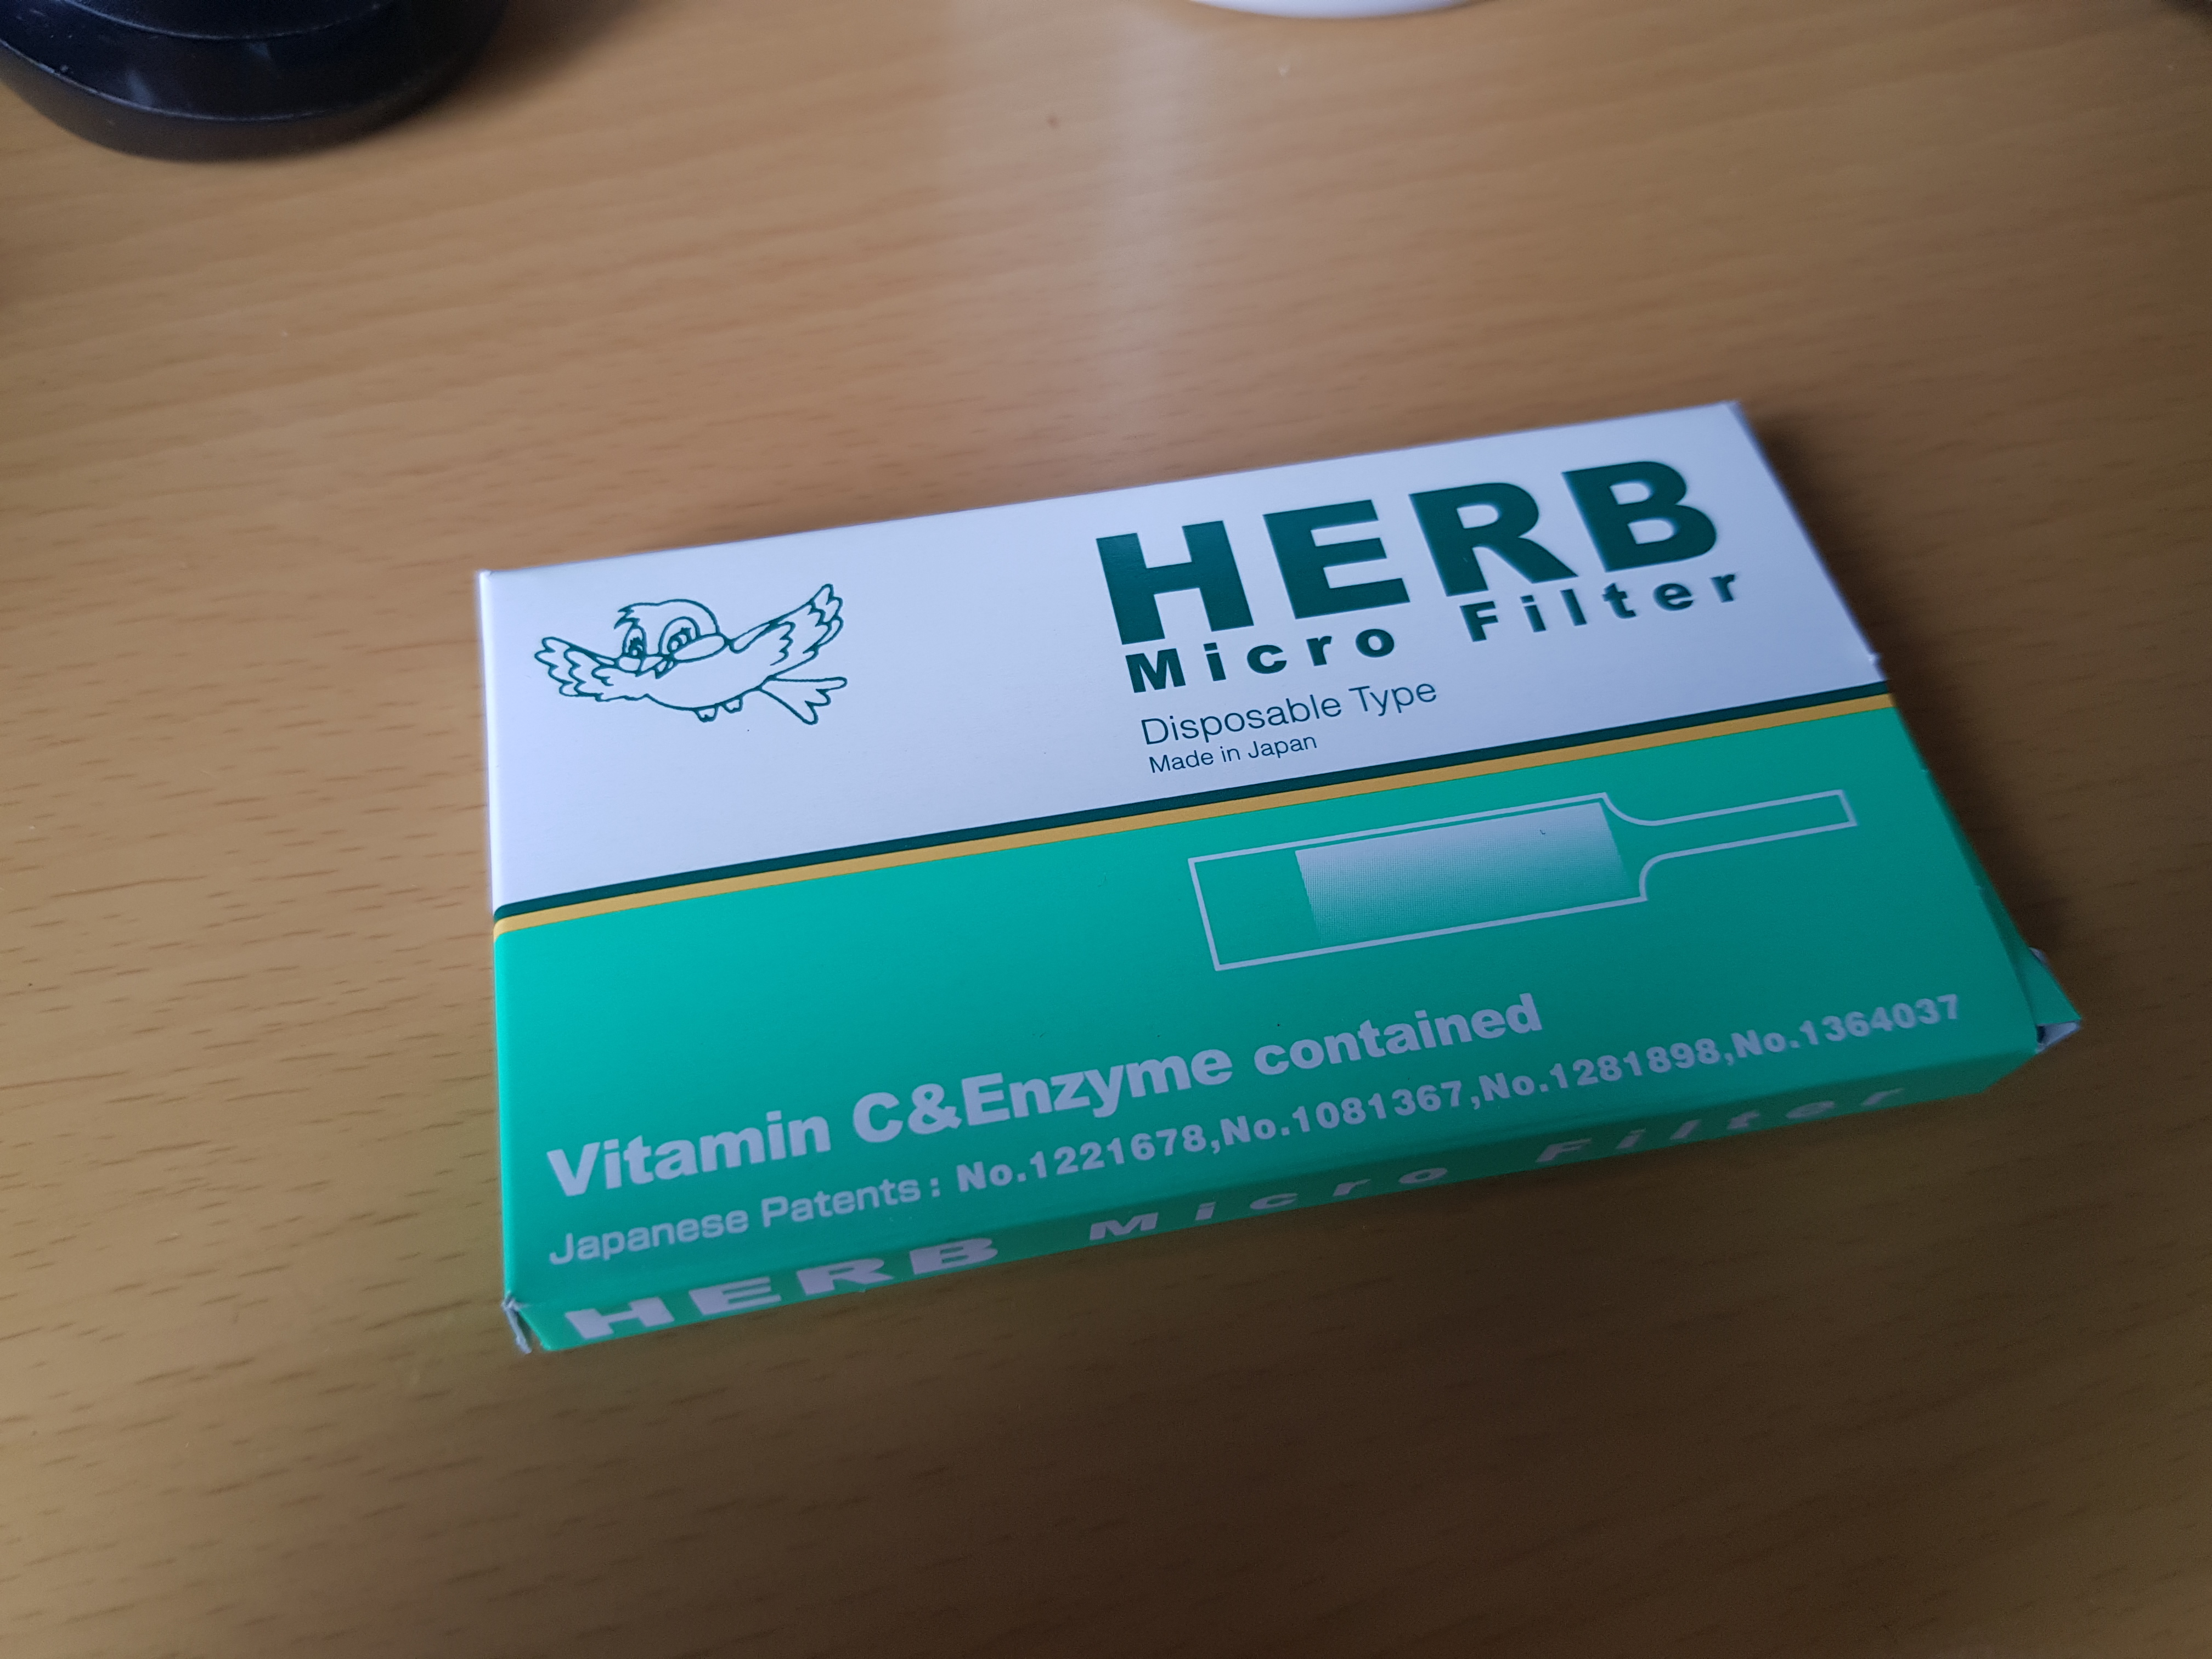 HERB
Micro Filter
Disposable Type
Made in Japan
Vitamin C&Enzyme contained
Japanese Patents: No.1221678,No.1081367,No.1281898,No.1364037
HERB Micro Filter